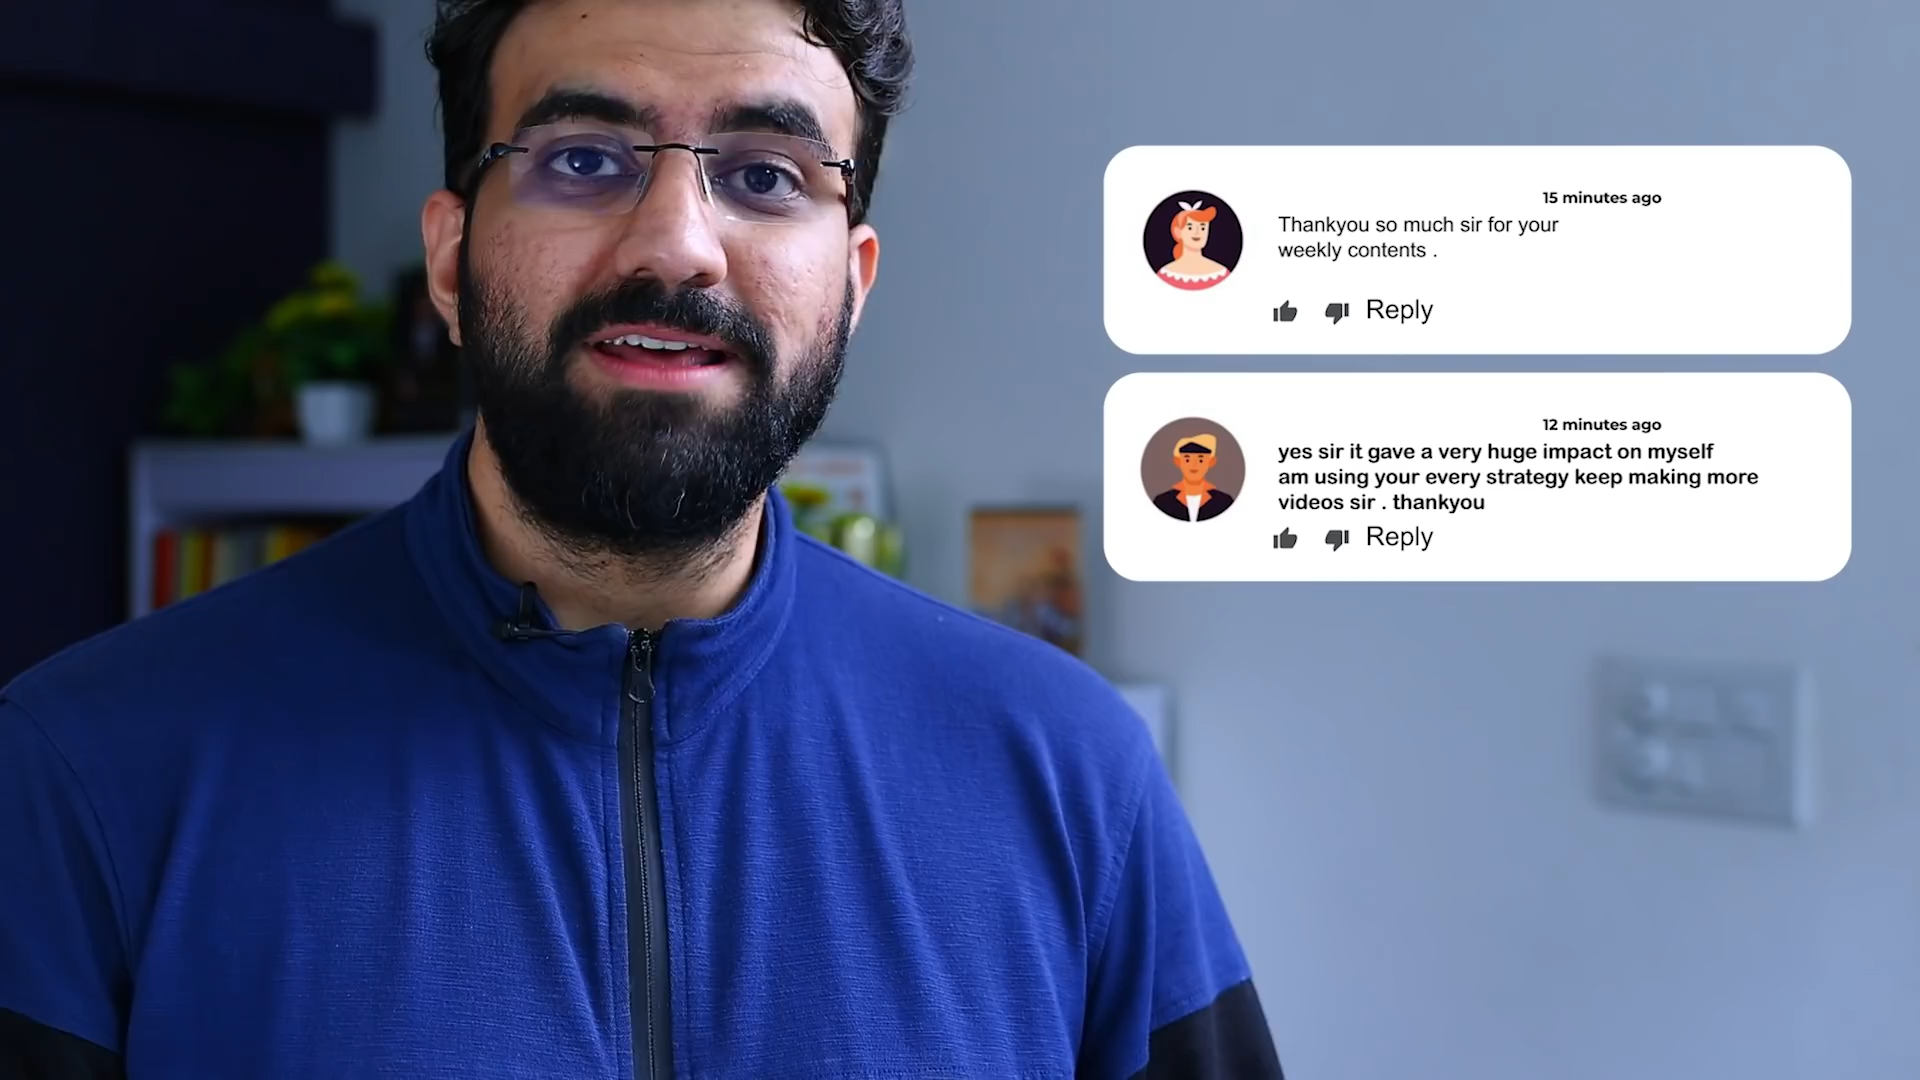 15 minutes ago
Thankyou so much sir for your
weekly contents .
Reply
12 minutes ago
yes sir it gave a very huge impact on myself
am using your every strategy keep making more
videos sir . thankyou
Reply